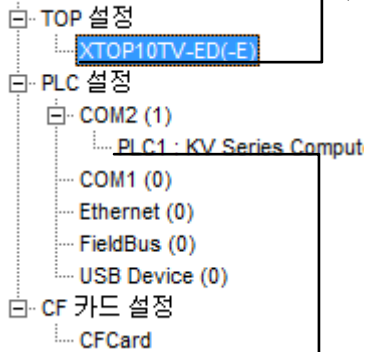 TOP 설정
XTOP10TV-ED(-E)
PLC 설정
COM2 (1)
PLC1 : KV Series Comput
COM1 (0)
Ethernet (0)
FieldBus (0)
USB Device (0)
CF 카드 설정
CFCard